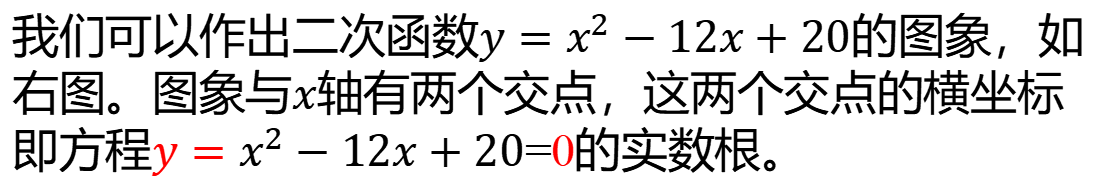 我们可以作出二次函数y = x² − 12x + 20的图象，如
右图。图象与x轴有两个交点，这两个交点的横坐标
即方程y = x² − 12x + 20=0的实数根。